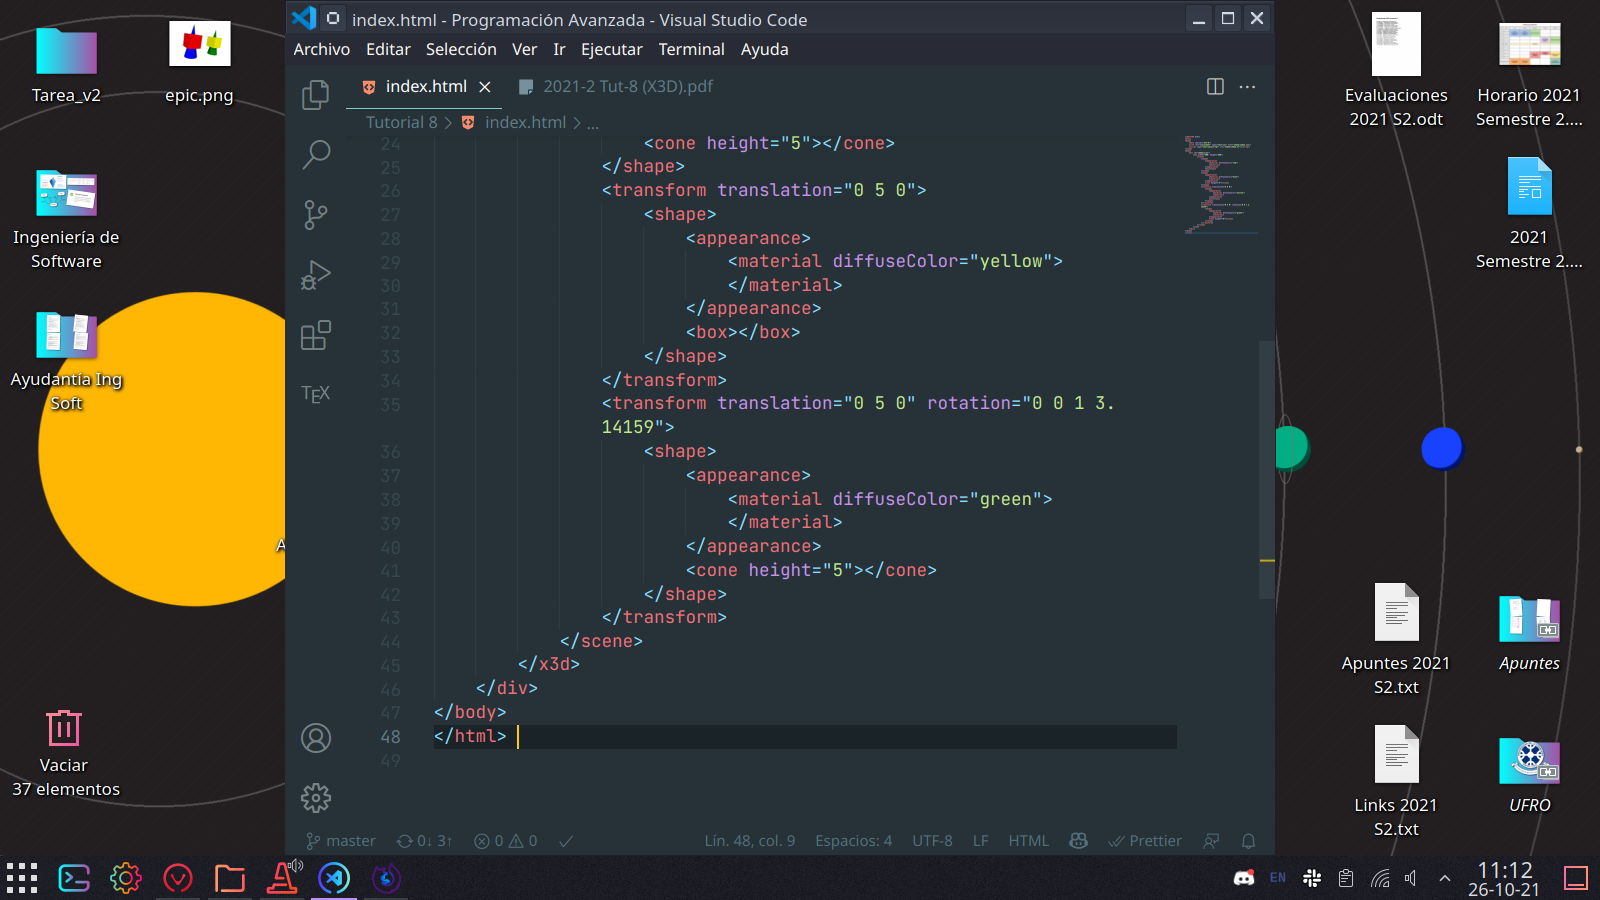 index.html - Programación Avanzada - Visual Studio Code
Archivo Editar Selección Ver Ir Ejecutar Terminal Ayuda
index.html
2021-2 Tut-8 (X3D).pdf
Tutorial 8 > index.html > ...
24 <cone height="5"></cone>
25 </shape>
26 <transform translation="0 5 0">
27 <shape>
28 <appearance>
29 <material diffuseColor="yellow">
30 </material>
31 </appearance>
32 <box></box>
33 </shape>
34 </transform>
35 <transform translation="0 5 0" rotation="0 0 1 3.
14159">
36 <shape>
37 <appearance>
38 <material diffuseColor="green">
39 </material>
40 </appearance>
41 <cone height="5"></cone>
42 </shape>
43 </transform>
44 </scene>
45 </x3d>
46 </div>
47 </body>
48 </html>
49
master 0↓ 3↑ 0 0
Lín. 48, col. 9 Espacios: 4 UTF-8 LF HTML Prettier
TEX
Tarea_v2
epic.png
Ingeniería de
Software
Ayudantía Ing
Soft
A
Vaciar
37 elementos
Evaluaciones
2021 S2.odt
Horario 2021
Semestre 2....
2021
Semestre 2....
Apuntes 2021
S2.txt
Apuntes
Links 2021
S2.txt
UFRO
EN
11:12
26-10-21